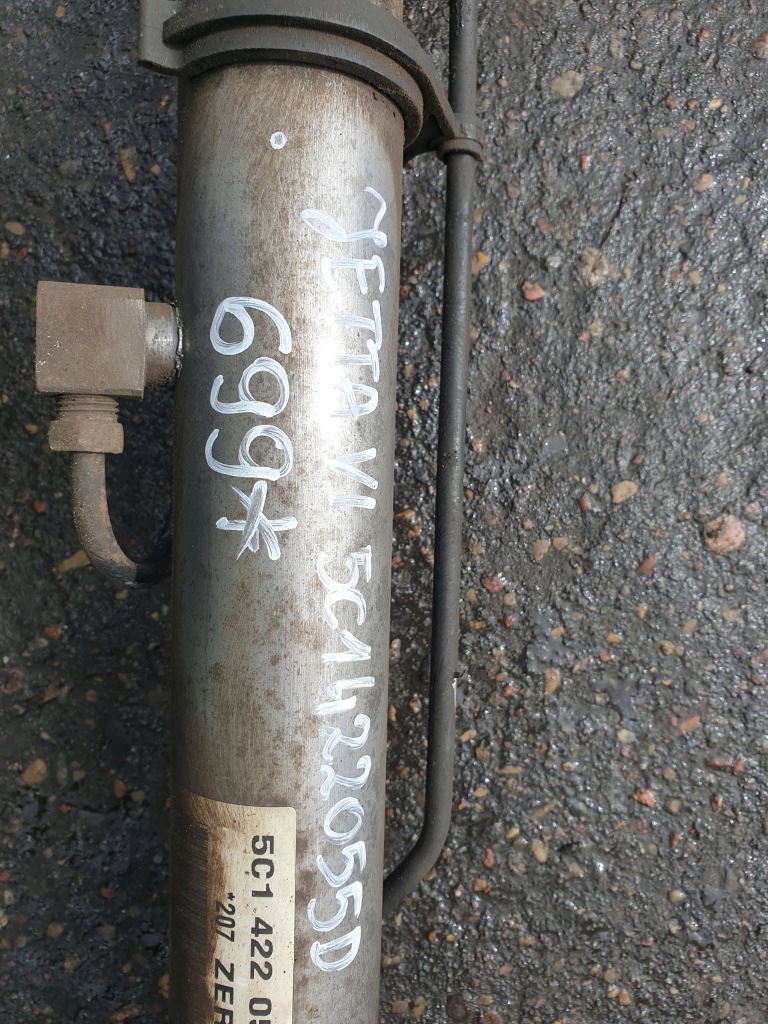 JETTA VI 5C1422055D
699*
5C1 422 05
*207 ZER